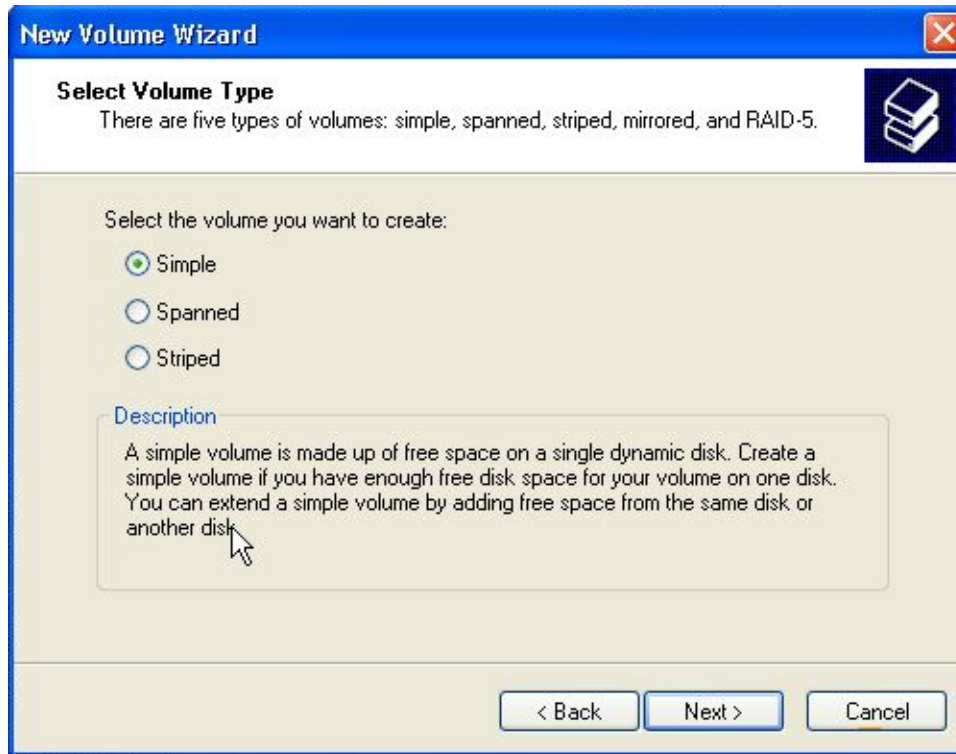 New Volume Wizard
Select Volume Type
There are five types of volumes: simple, spanned, striped, mirrored, and RAID-5.
Select the volume you want to create:
Simple
Spanned
Striped
Description
A simple volume is made up of free space on a single dynamic disk. Create a
simple volume if you have enough free disk space for your volume on one disk.
You can extend a simple volume by adding free space from the same disk or
another disk.
< Back
Next >
Cancel